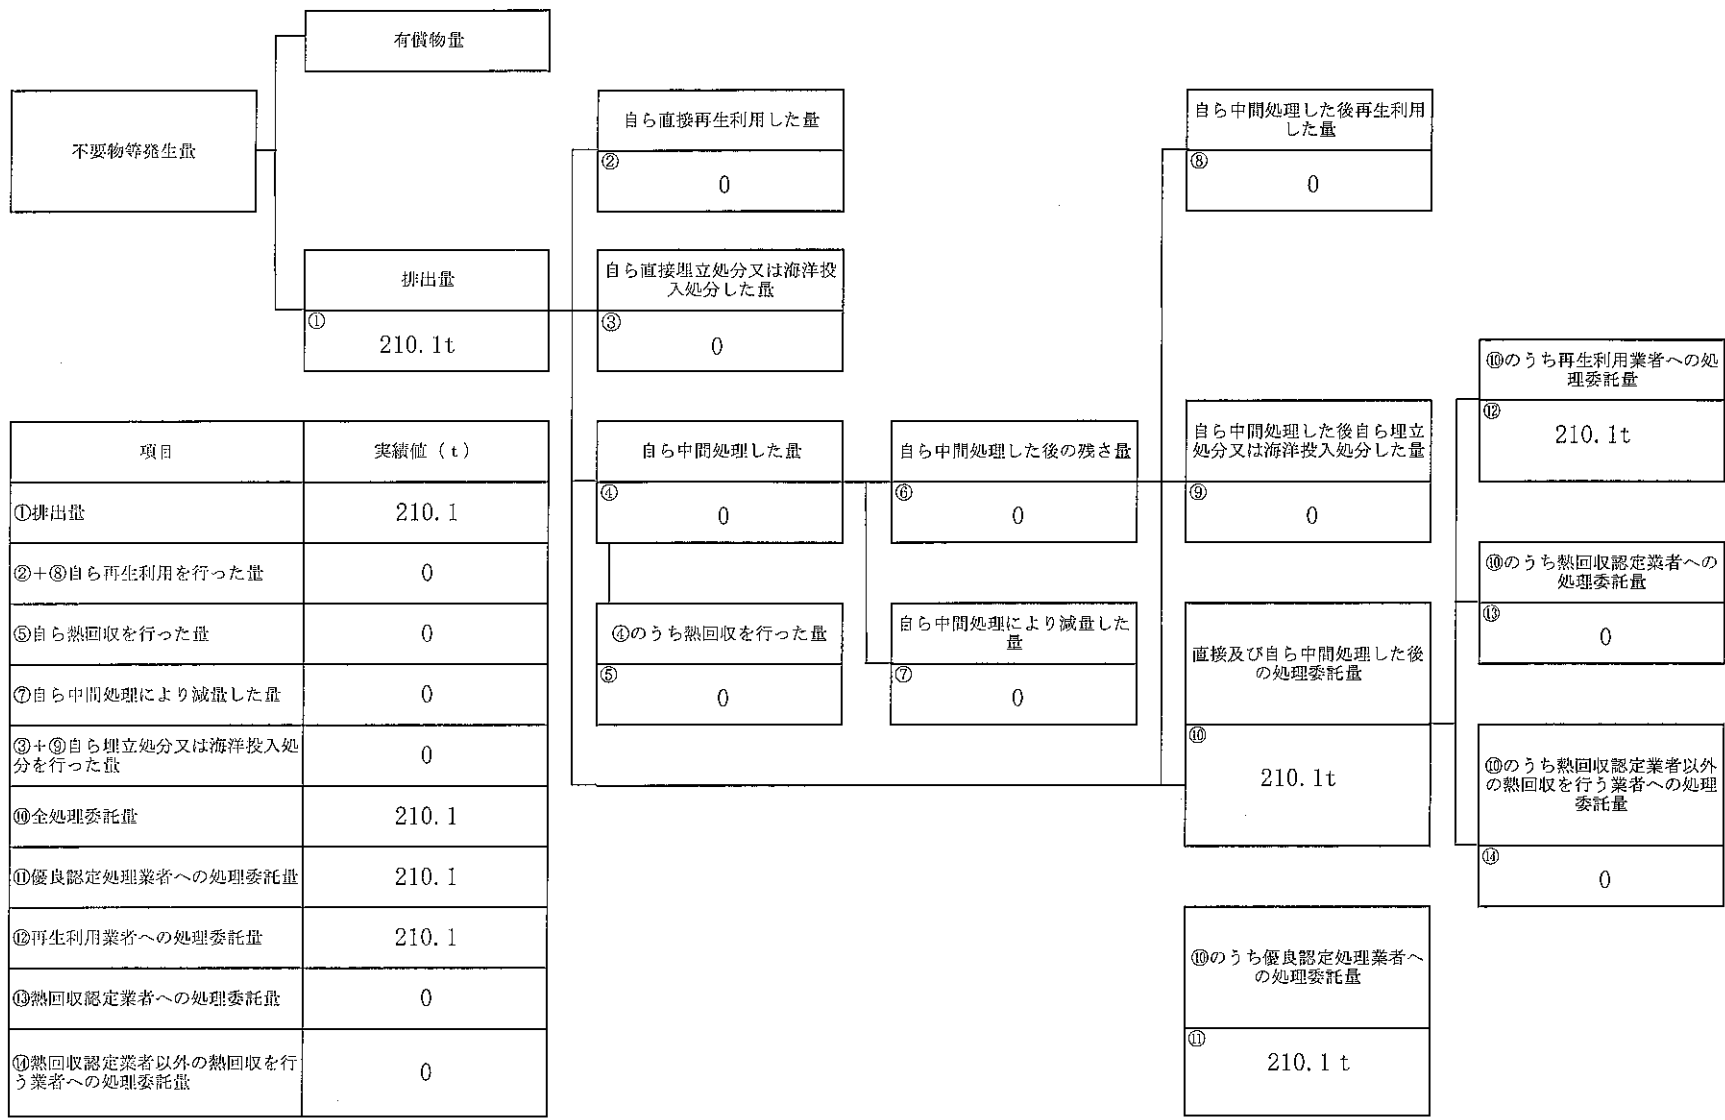 有償物量
不要物等発生量
自ら直接再生利用した量
②
0
自ら中間処理した後再生利用
した量
⑧
0
排出量
①
210.1t
自ら直接埋立処分又は海洋投
入処分した量
③
0
⑩のうち再生利用業者への処
理委託量
⑫
210.1t
自ら中間処理した量
④
0
自ら中間処理した後の残さ量
⑥
0
自ら中間処理した後自ら埋立
処分又は海洋投入処分した量
⑨
0
⑩のうち熱回収認定業者への
処理委託量
⑬
0
④のうち熱回収を行った量
⑤
0
自ら中間処理により減量した
量
⑦
0
直接及び自ら中間処理した後
の処理委託量
⑩
210.1t
⑩のうち熱回収認定業者以外
の熱回収を行う業者への処理
委託量
⑭
0
⑩のうち優良認定処理業者へ
の処理委託量
⑪
210.1 t
項目 実績値（t）
①排出量 210.1
②+⑧自ら再生利用を行った量 0
⑤自ら熱回収を行った量 0
⑦自ら中間処理により減量した量 0
③+⑨自ら埋立処分又は海洋投入処
分を行った量 0
⑩全処理委託量 210.1
⑪優良認定処理業者への処理委託量 210.1
⑫再生利用業者への処理委託量 210.1
⑬熱回収認定業者への処理委託量 0
⑭熱回収認定業者以外の熱回収を行
う業者への処理委託量 0